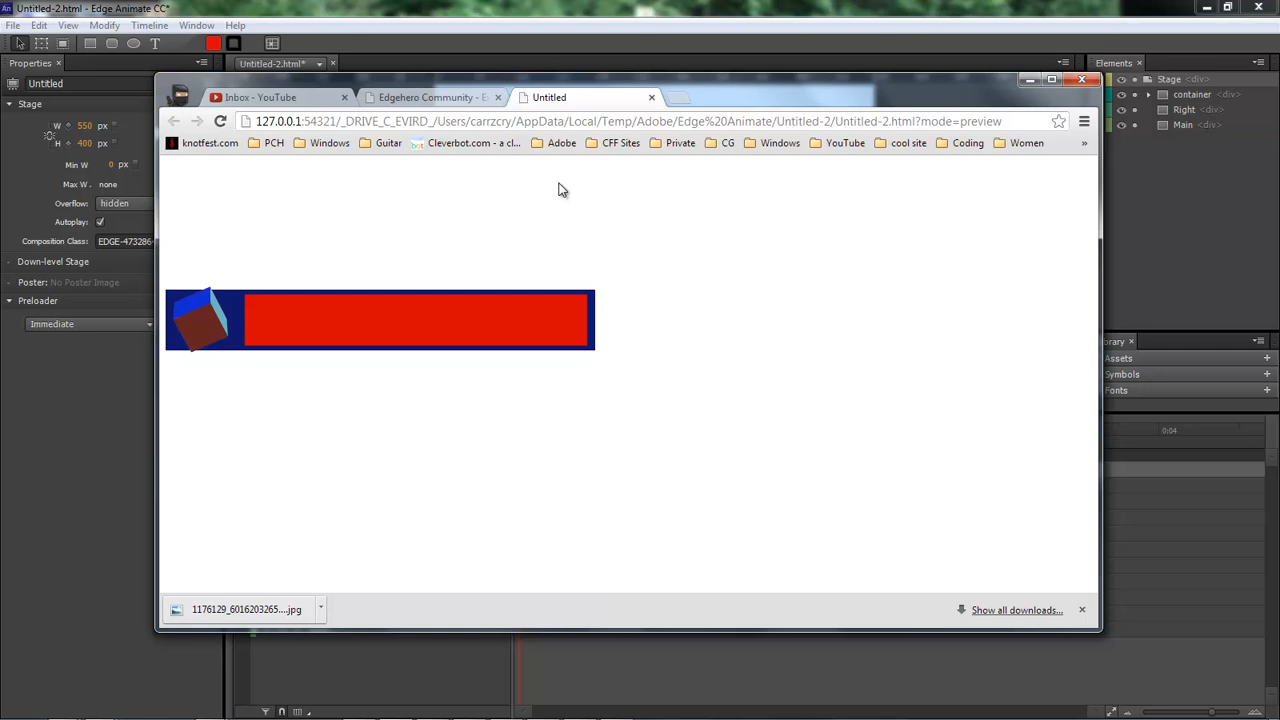 Untitled-2.html - Edge Animate CC*
File Edit View Modify Timeline Window Help
Properties
Untitled-2.html*
Elements
Untitled
Stage
W 550 px
H 400 px
Min W 0 px
Max W none
Overflow: hidden
Autoplay:
Composition Class: EDGE-473286
Down-level Stage
Poster: No Poster Image
Preloader
Immediate
Inbox - YouTube
Edgehero Community - E
Untitled
127.0.0.1:54321/_DRIVE_C_EVIRD_/Users/carrzcry/AppData/Local/Temp/Adobe/Edge%20Animate/Untitled-2/Untitled-2.html?mode=preview
knotfest.com PCH Windows Guitar Cleverbot.com - a cl... Adobe CFF Sites Private CG Windows YouTube cool site Coding Women »
1176129_6016203265....jpg
Show all downloads...
Stage <div>
container <div>
Right <div>
Main <div>
brary
Assets
Symbols
Fonts
0:04